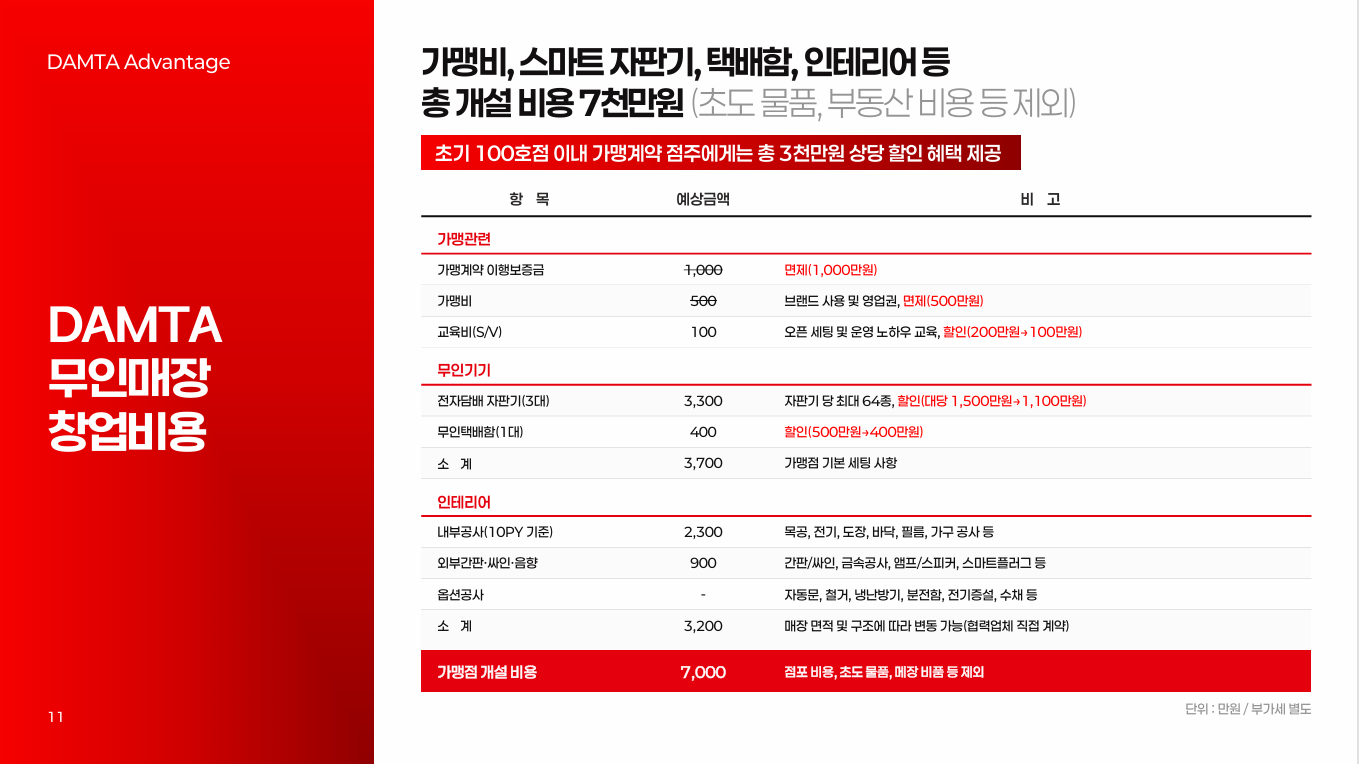 DAMTA Advantage
DAMTA
무인매장
창업비용
11
가맹비, 스마트 자판기, 택배함, 인테리어 등
총 개설 비용 7천만원 (초도 물품, 부동산 비용 등 제외)
초기 100호점 이내 가맹계약 점주에게는 총 3천만원 상당 할인 혜택 제공
항 목 예상금액 비 고
가맹관련
가맹계약 이행보증금 1,000 면제(1,000만원)
가맹비 500 브랜드 사용 및 영업권, 면제(500만원)
교육비(S/V) 100 오픈 세팅 및 운영 노하우 교육, 할인(200만원→100만원)
무인기기
전자담배 자판기(3대) 3,300 자판기 당 최대 64종, 할인(대당 1,500만원→1,100만원)
무인택배함(1대) 400 할인(500만원→400만원)
소 계 3,700 가맹점 기본 세팅 사항
인테리어
내부공사(10PY 기준) 2,300 목공, 전기, 도장, 바닥, 필름, 가구 공사 등
외부간판·싸인·음향 900 간판/싸인, 금속공사, 앰프/스피커, 스마트플러그 등
옵션공사 - 자동문, 철거, 냉난방기, 분전함, 전기증설, 수채 등
소 계 3,200 매장 면적 및 구조에 따라 변동 가능(협력업체 직접 계약)
가맹점 개설 비용 7,000 점포 비용, 초도 물품, 메장 비품 등 제외
단위 : 만원 / 부가세 별도